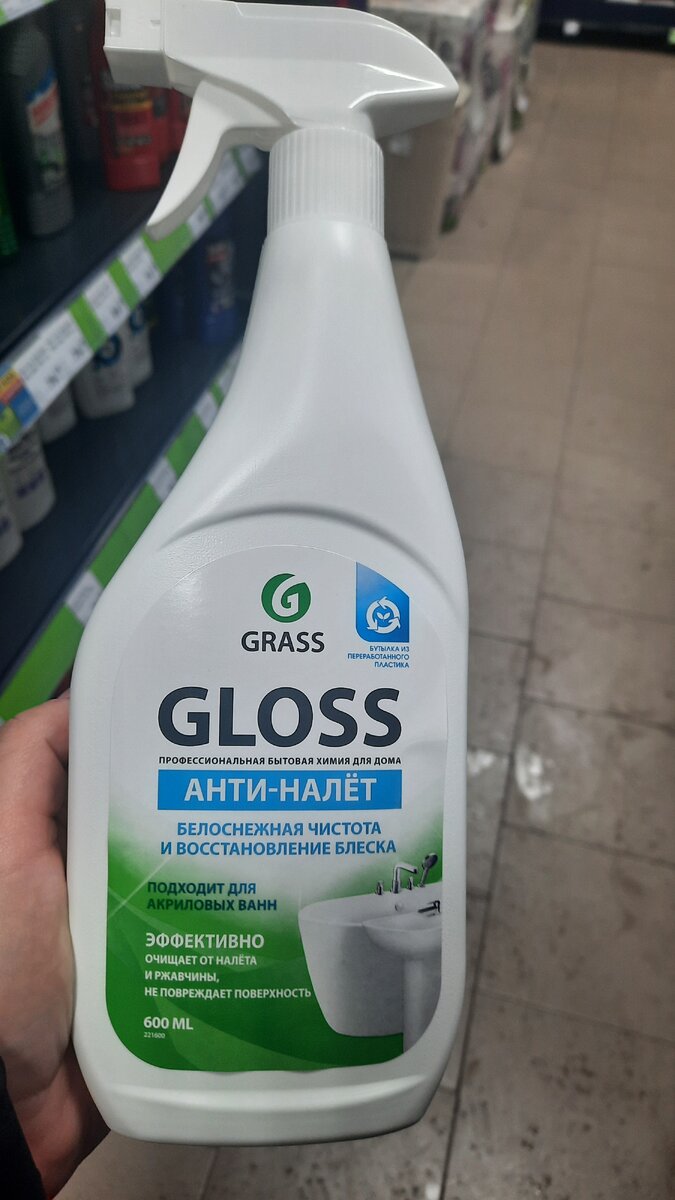 GRASS
БУТЫЛКА ИЗ
ПЕРЕРАБОТАННОГО
ПЛАСТИКА
GLOSS
ПРОФЕССИОНАЛЬНАЯ БЫТОВАЯ ХИМИЯ ДЛЯ ДОМА
АНТИ-НАЛЁТ
БЕЛОСНЕЖНАЯ ЧИСТОТА
И ВОССТАНОВЛЕНИЕ БЛЕСКА
ПОДХОДИТ ДЛЯ
АКРИЛОВЫХ ВАНН
ЭФФЕКТИВНО
ОЧИЩАЕТ ОТ НАЛЁТА
И РЖАВЧИНЫ,
НЕ ПОВРЕЖДАЕТ ПОВЕРХНОСТЬ
600 ML
221600